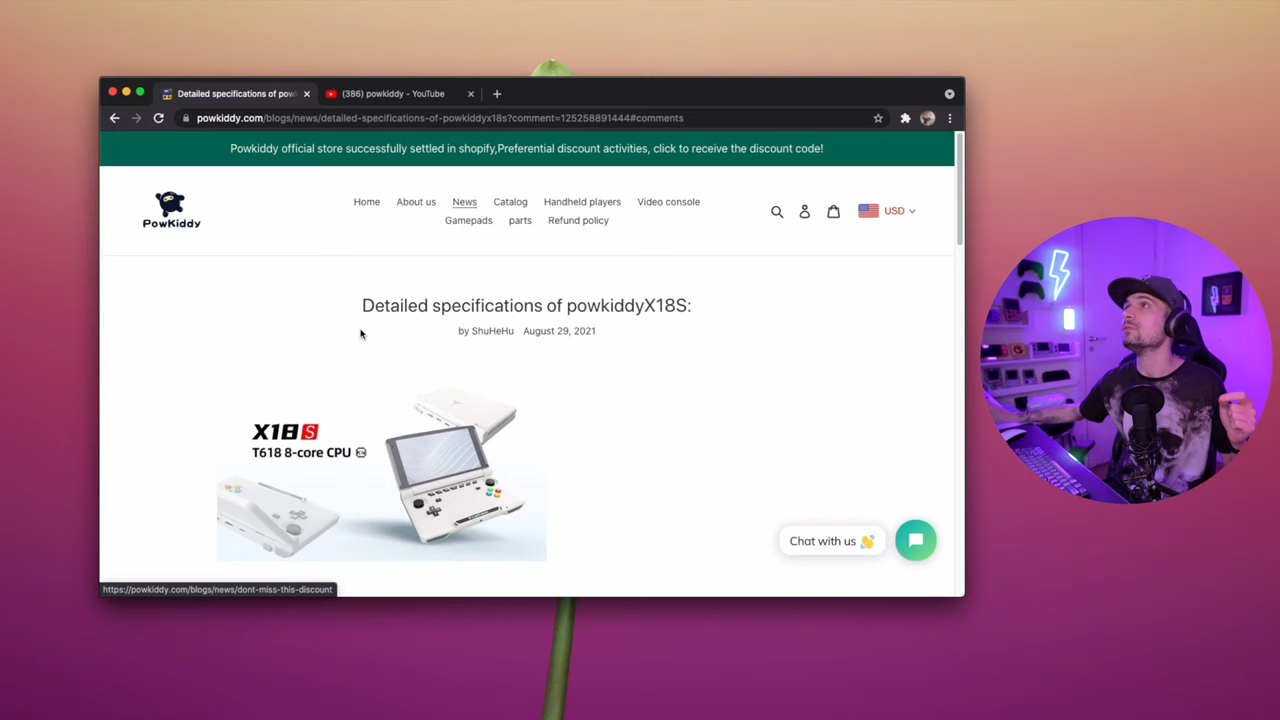 Detailed specifications of pow
(386) powkiddy - YouTube
powkiddy.com/blogs/news/detailed-specifications-of-powkiddyx18s?comment=125258891444#comments
Powkiddy official store successfully settled in shopify,Preferential discount activities, click to receive the discount code!
PowKiddy
Home About us News Catalog Handheld players Video console
Gamepads parts Refund policy
USD
Detailed specifications of powkiddyX18S:
by ShuHeHu August 29, 2021
X18S
T618 8-core CPU
Chat with us 👋
https://powkiddy.com/blogs/news/dont-miss-this-discount